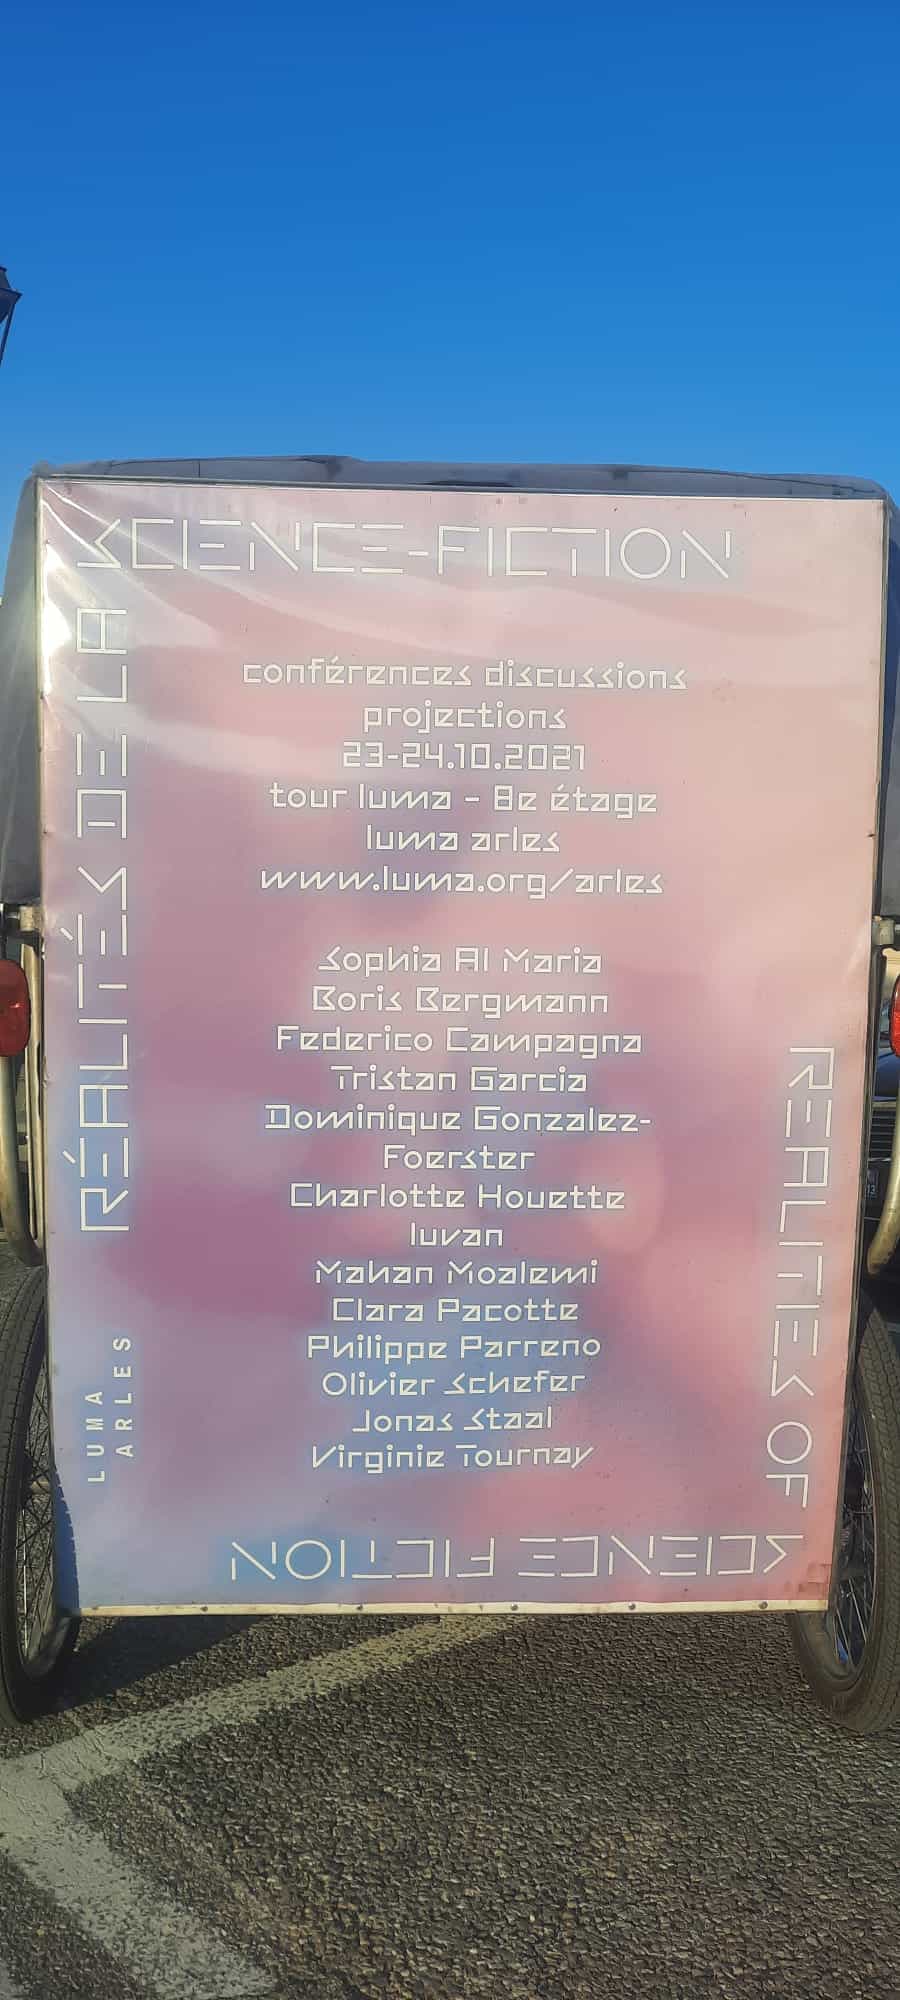 RÉALITÉS DE LA
SCIENCE-FICTION
conférences discussions
projections
23-24.10.2021
tour luma - 8e étage
luma arles
www.luma.org/arles
Sophia Al Maria
Boris Bergmann
Federico Campagna
Tristan Garcia
Dominique Gonzalez-
Foerster
Charlotte Houette
luvan
Mahan Moalemi
Clara Pacotte
Philippe Parreno
Olivier Schefer
Jonas Staal
Virginie Tournay
REALITIES OF
SCIENCE FICTION
LUMA
ARLES